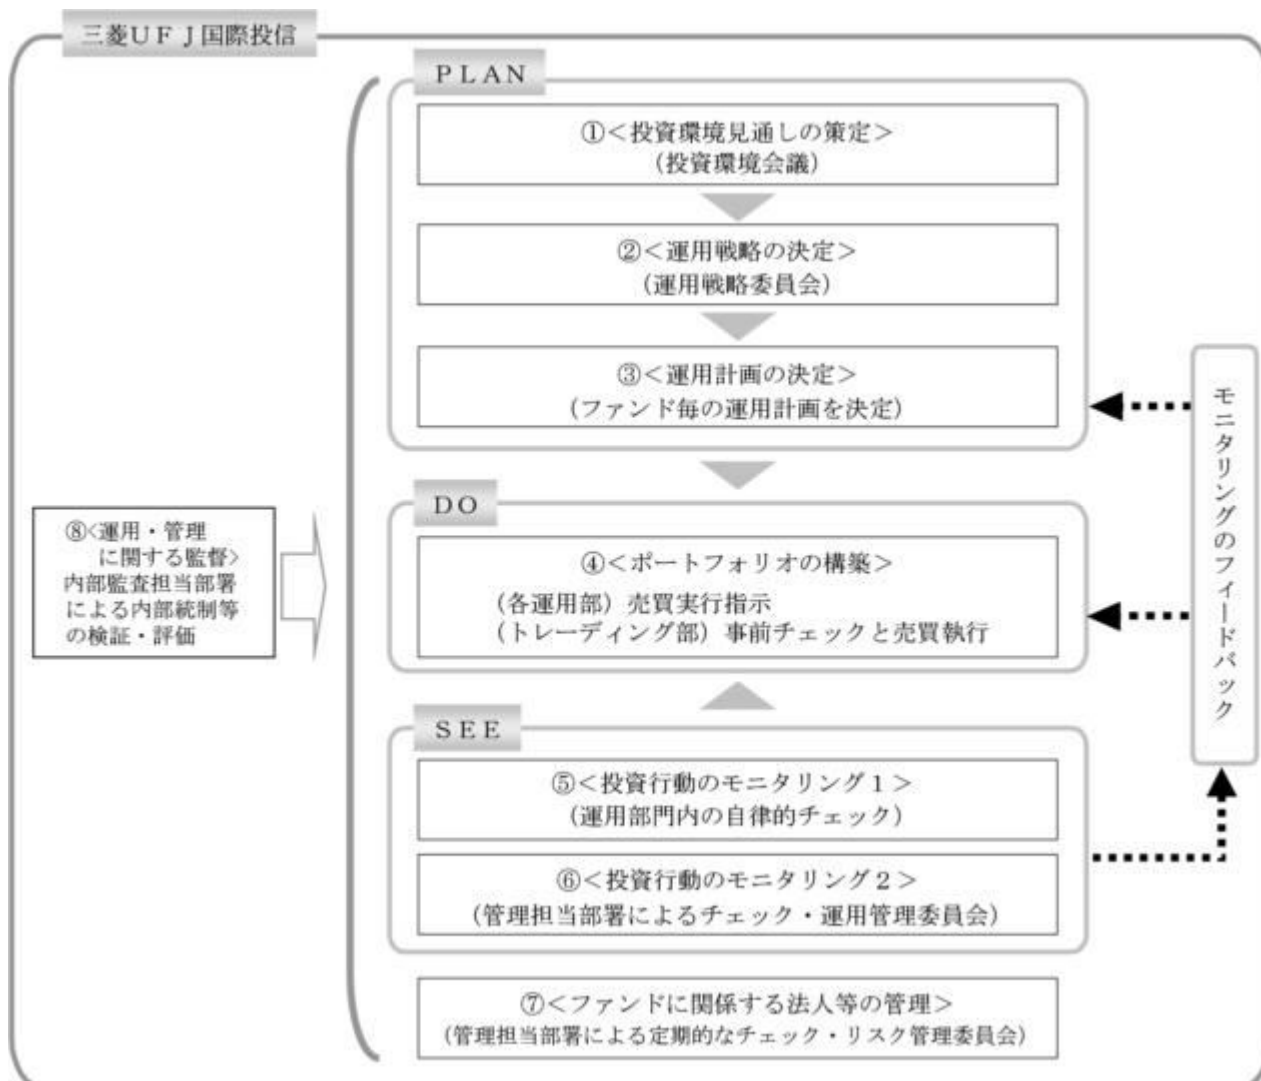 三菱ＵＦＪ国際投信
ＰＬＡＮ
①＜投資環境見通しの策定＞
（投資環境会議）
②＜運用戦略の決定＞
（運用戦略委員会）
③＜運用計画の決定＞
（ファンド毎の運用計画を決定）
ＤＯ
④＜ポートフォリオの構築＞
（各運用部）売買実行指示
（トレーディング部）事前チェックと売買執行
ＳＥＥ
⑤＜投資行動のモニタリング１＞
（運用部門内の自律的チェック）
⑥＜投資行動のモニタリング２＞
（管理担当部署によるチェック・運用管理委員会）
⑦＜ファンドに関係する法人等の管理＞
（管理担当部署による定期的なチェック・リスク管理委員会）
⑧<運用・管理
に関する監督>
内部監査担当部署
による内部統制等
の検証・評価
モニタリングのフィードバック